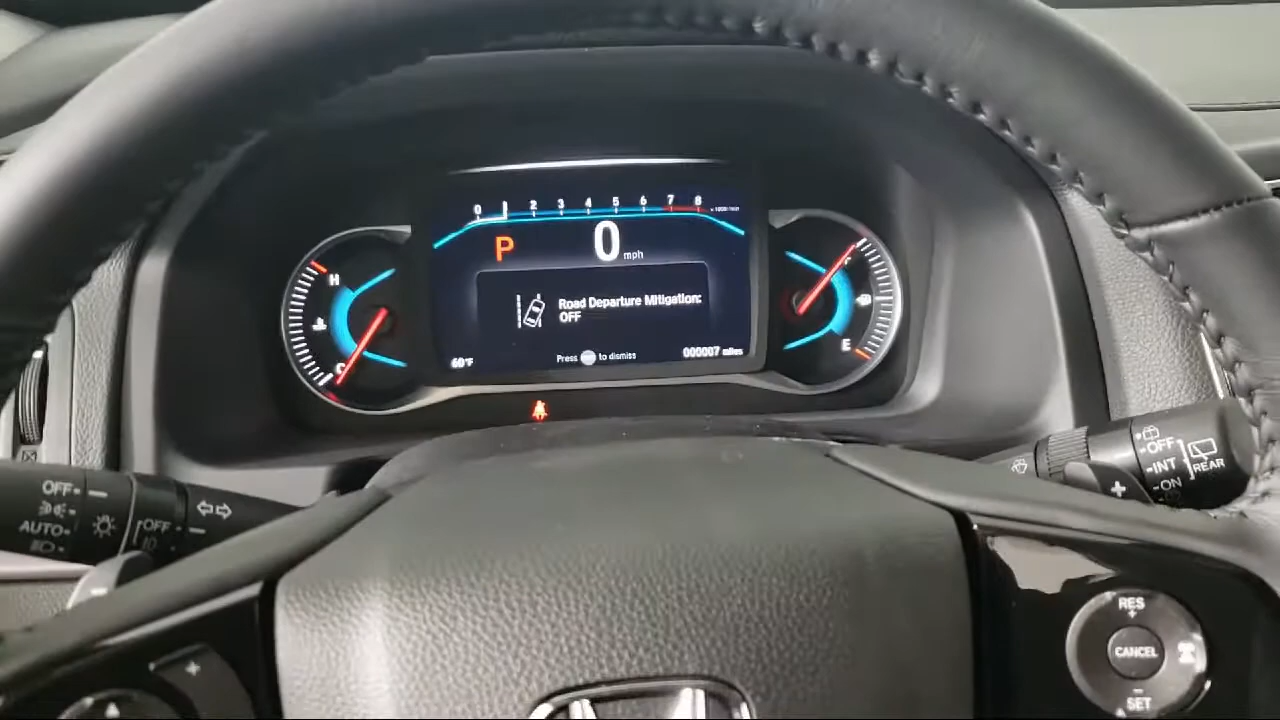 0 2 3 4 5 6 7 8
P 0 mph
H
Road Departure Mitigation:
OFF
E
C
60°F
Press to dismiss
000007 miles
OFF
AUTO
OFF
OFF
INT
ON
REAR
+
RES
+
CANCEL
-
SET
+